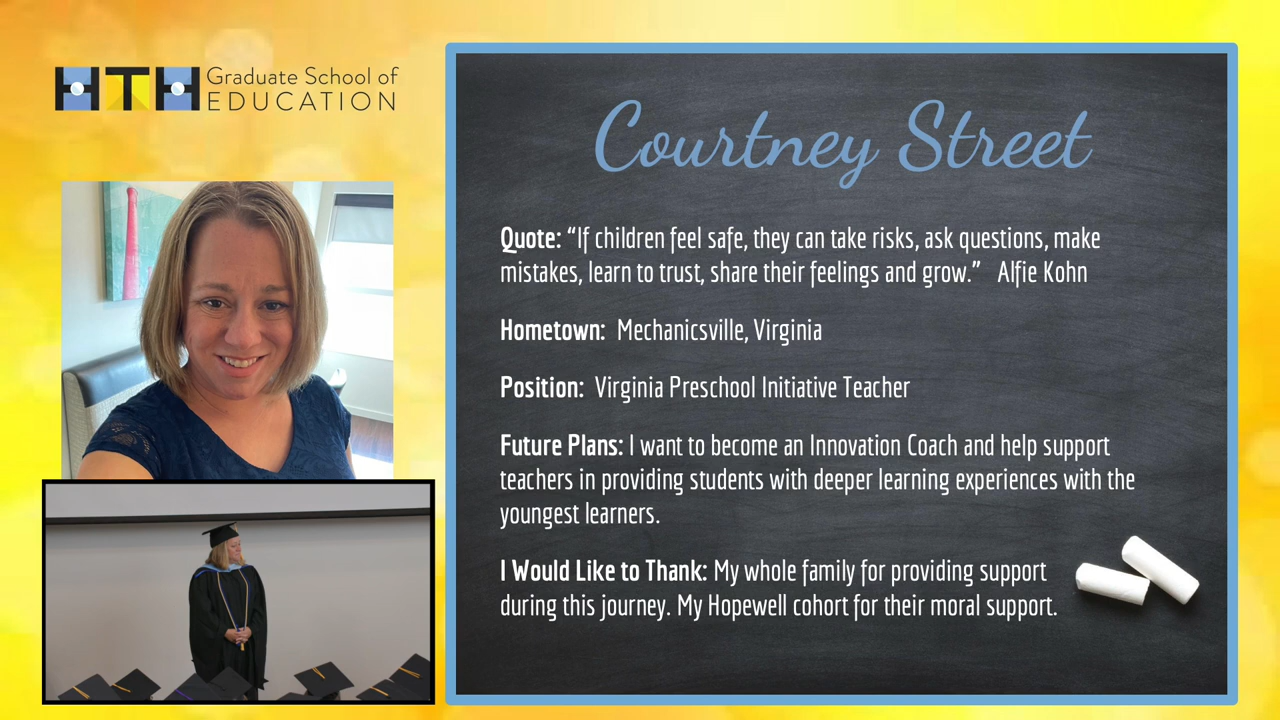 HTH Graduate School of
EDUCATION
Courtney Street
Quote: “If children feel safe, they can take risks, ask questions, make
mistakes, learn to trust, share their feelings and grow.” Alfie Kohn
Hometown: Mechanicsville, Virginia
Position: Virginia Preschool Initiative Teacher
Future Plans: I want to become an Innovation Coach and help support
teachers in providing students with deeper learning experiences with the
youngest learners.
I Would Like to Thank: My whole family for providing support
during this journey. My Hopewell cohort for their moral support.